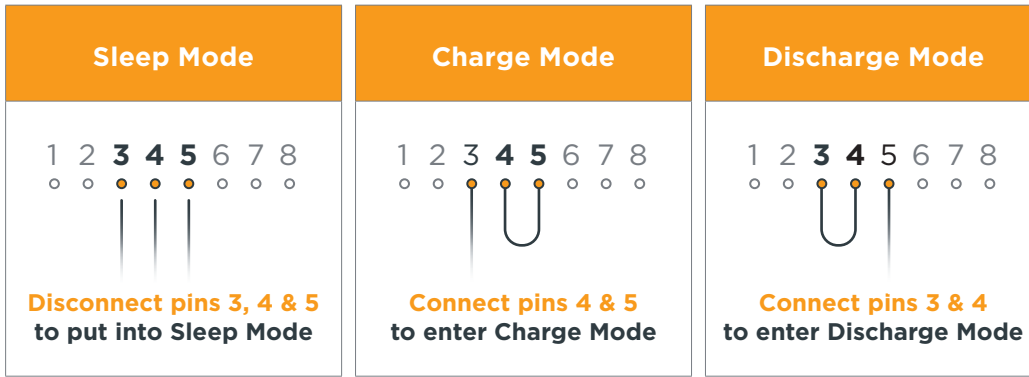 Sleep Mode
1 2 3 4 5 6 7 8
Disconnect pins 3, 4 & 5
to put into Sleep Mode
Charge Mode
1 2 3 4 5 6 7 8
Connect pins 4 & 5
to enter Charge Mode
Discharge Mode
1 2 3 4 5 6 7 8
Connect pins 3 & 4
to enter Discharge Mode